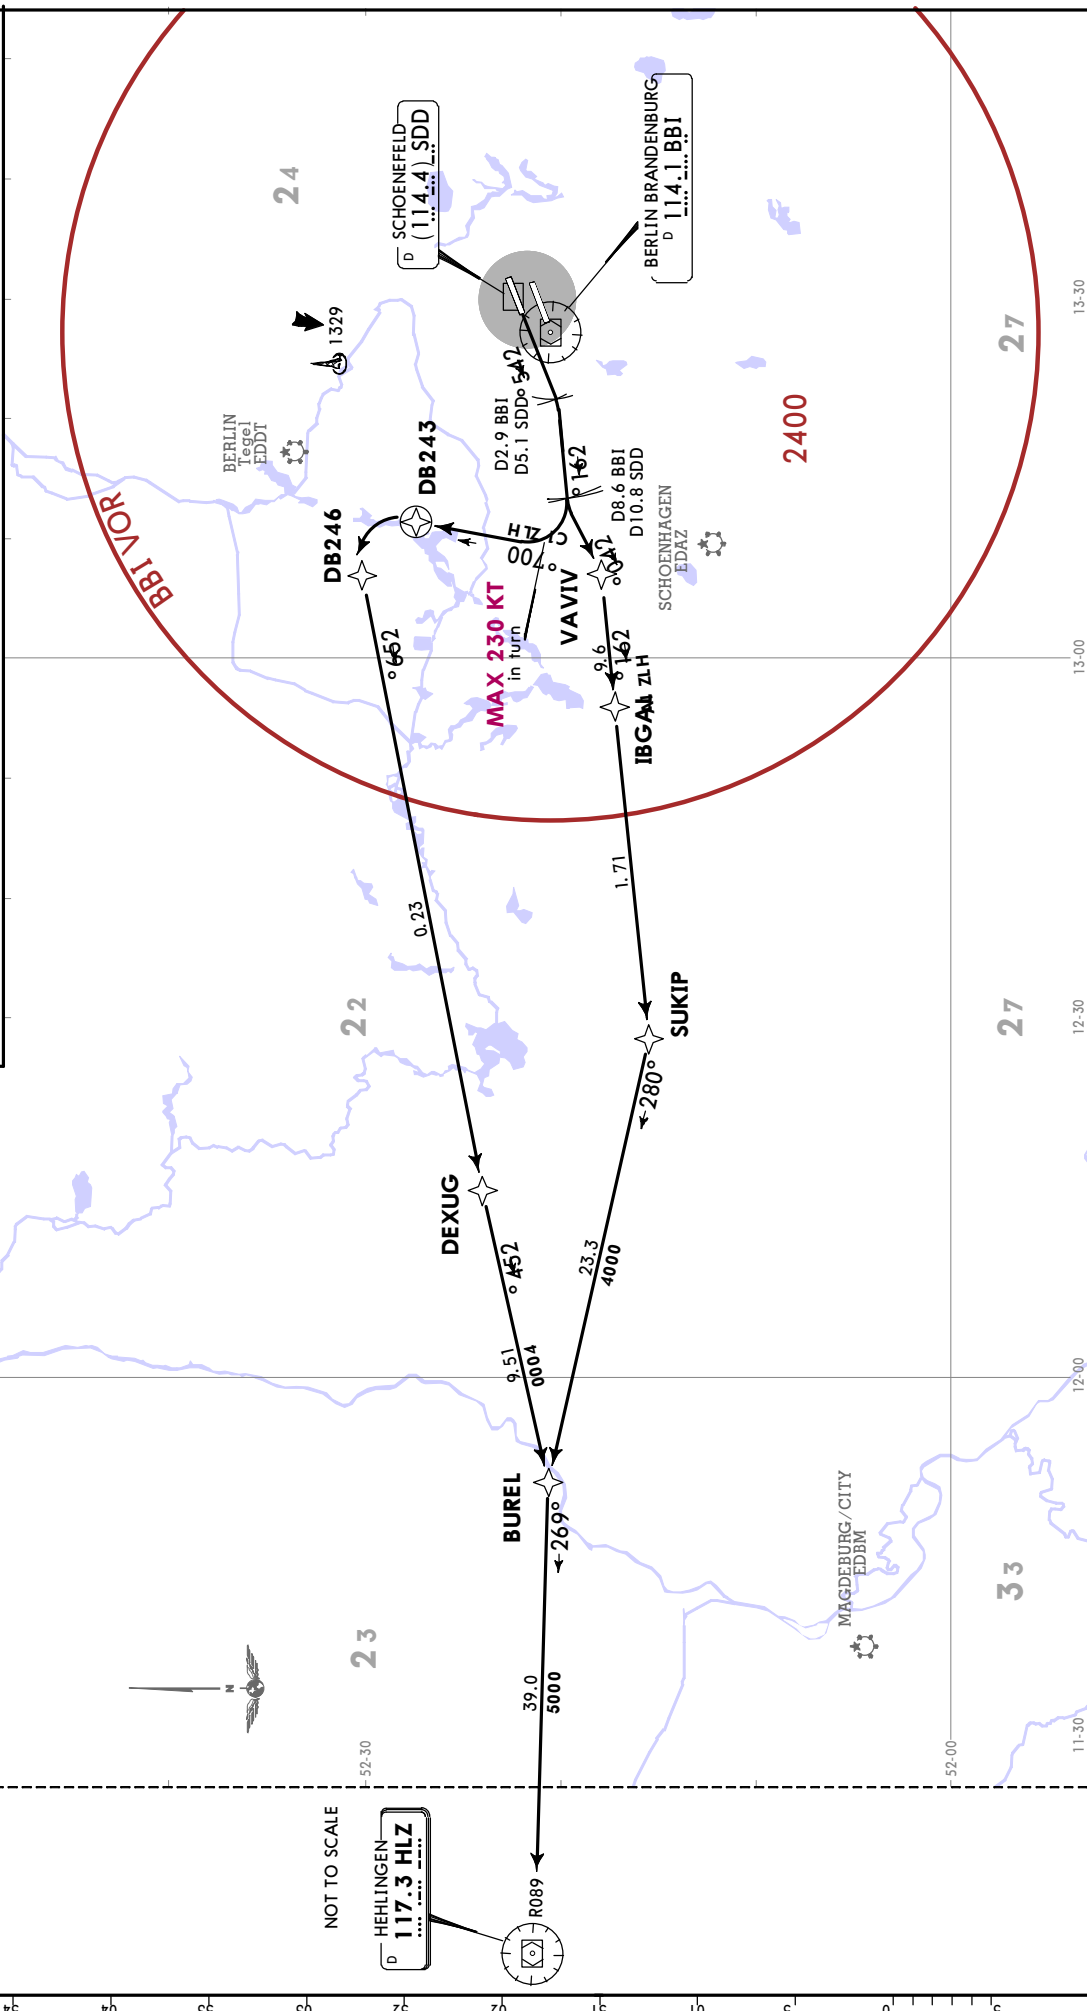 BBI VOR
24
SCHOENEFELD
D (114.4) SDD
BERLIN BRANDENBURG
D 114.1 BBI
1329
BERLIN
Tegel
EDDT
13-30
27
2400
D2.9 BBI
D5.1 SDD
DB243
DB246
D8.6 BBI
D10.8 SDD
SCHOENHAGEN
EDAZ
MAX 230 KT
in turn
VAVIV
9.6
IBGAL
13-00
1.71
0.23
22
SUKIP
280°
27
12-30
DEXUG
23.3
4000
9.51
0004
12-00
BUREL
269°
MAGDEBURG/CITY
EDBM
33
23
N
39.0
5000
52-30
52-00
11-30
NOT TO SCALE
HEHLINGEN
D 117.3 HLZ
R089